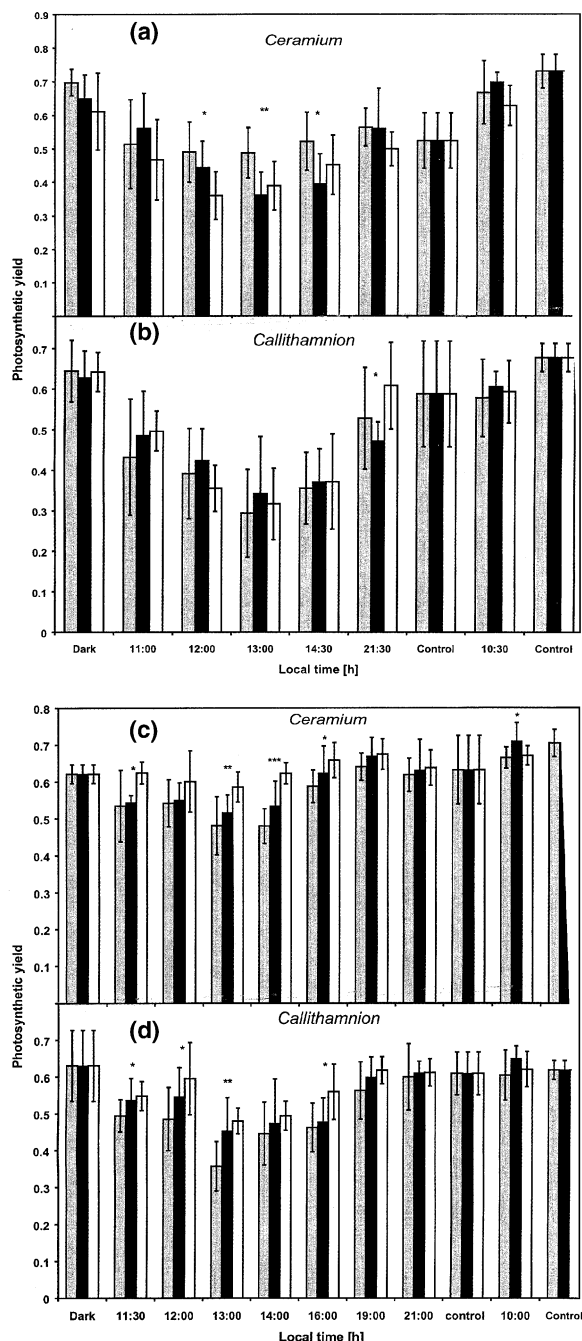 (a)
Ceramium
0.9
0.8
0.7
0.6
0.5
0.4
0.3
0.2
0.1
* ** *
Photosynthetic yield
(b)
Callithamnion
0.7
0.6
0.5
0.4
0.3
0.2
0.1
0
*
Dark 11:00 12:00 13:00 14:30 21:30 Control 10:30 Control
Local time [h]
(c)
Ceramium
0.8
0.7
0.6
0.5
0.4
0.3
0.2
0.1
* ** *** * *
Photosynthetic yield
(d)
Callithamnion
0.7
0.6
0.5
0.4
0.3
0.2
0.1
0
* * ** *
Dark 11:30 12:00 13:00 14:00 16:00 19:00 21:00 control 10:00 Control
Local time [h]